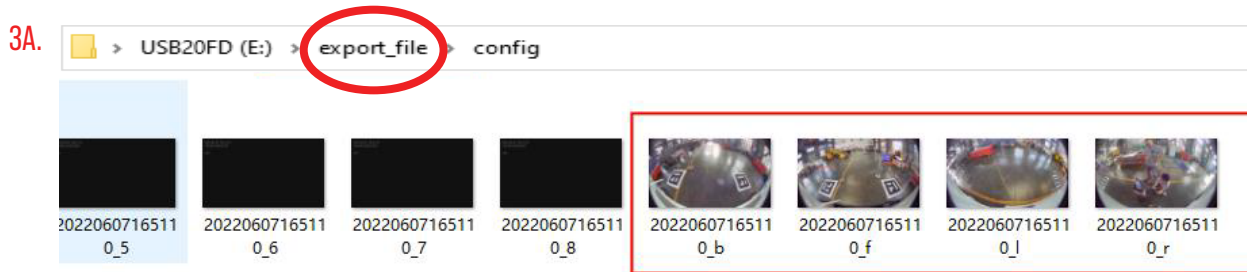 3A.
USB20FD (E:) > export_file > config
2022060716511 2022060716511 2022060716511 2022060716511 2022060716511 2022060716511 2022060716511 2022060716511
0_5 0_6 0_7 0_8 0_b 0_f 0_l 0_r